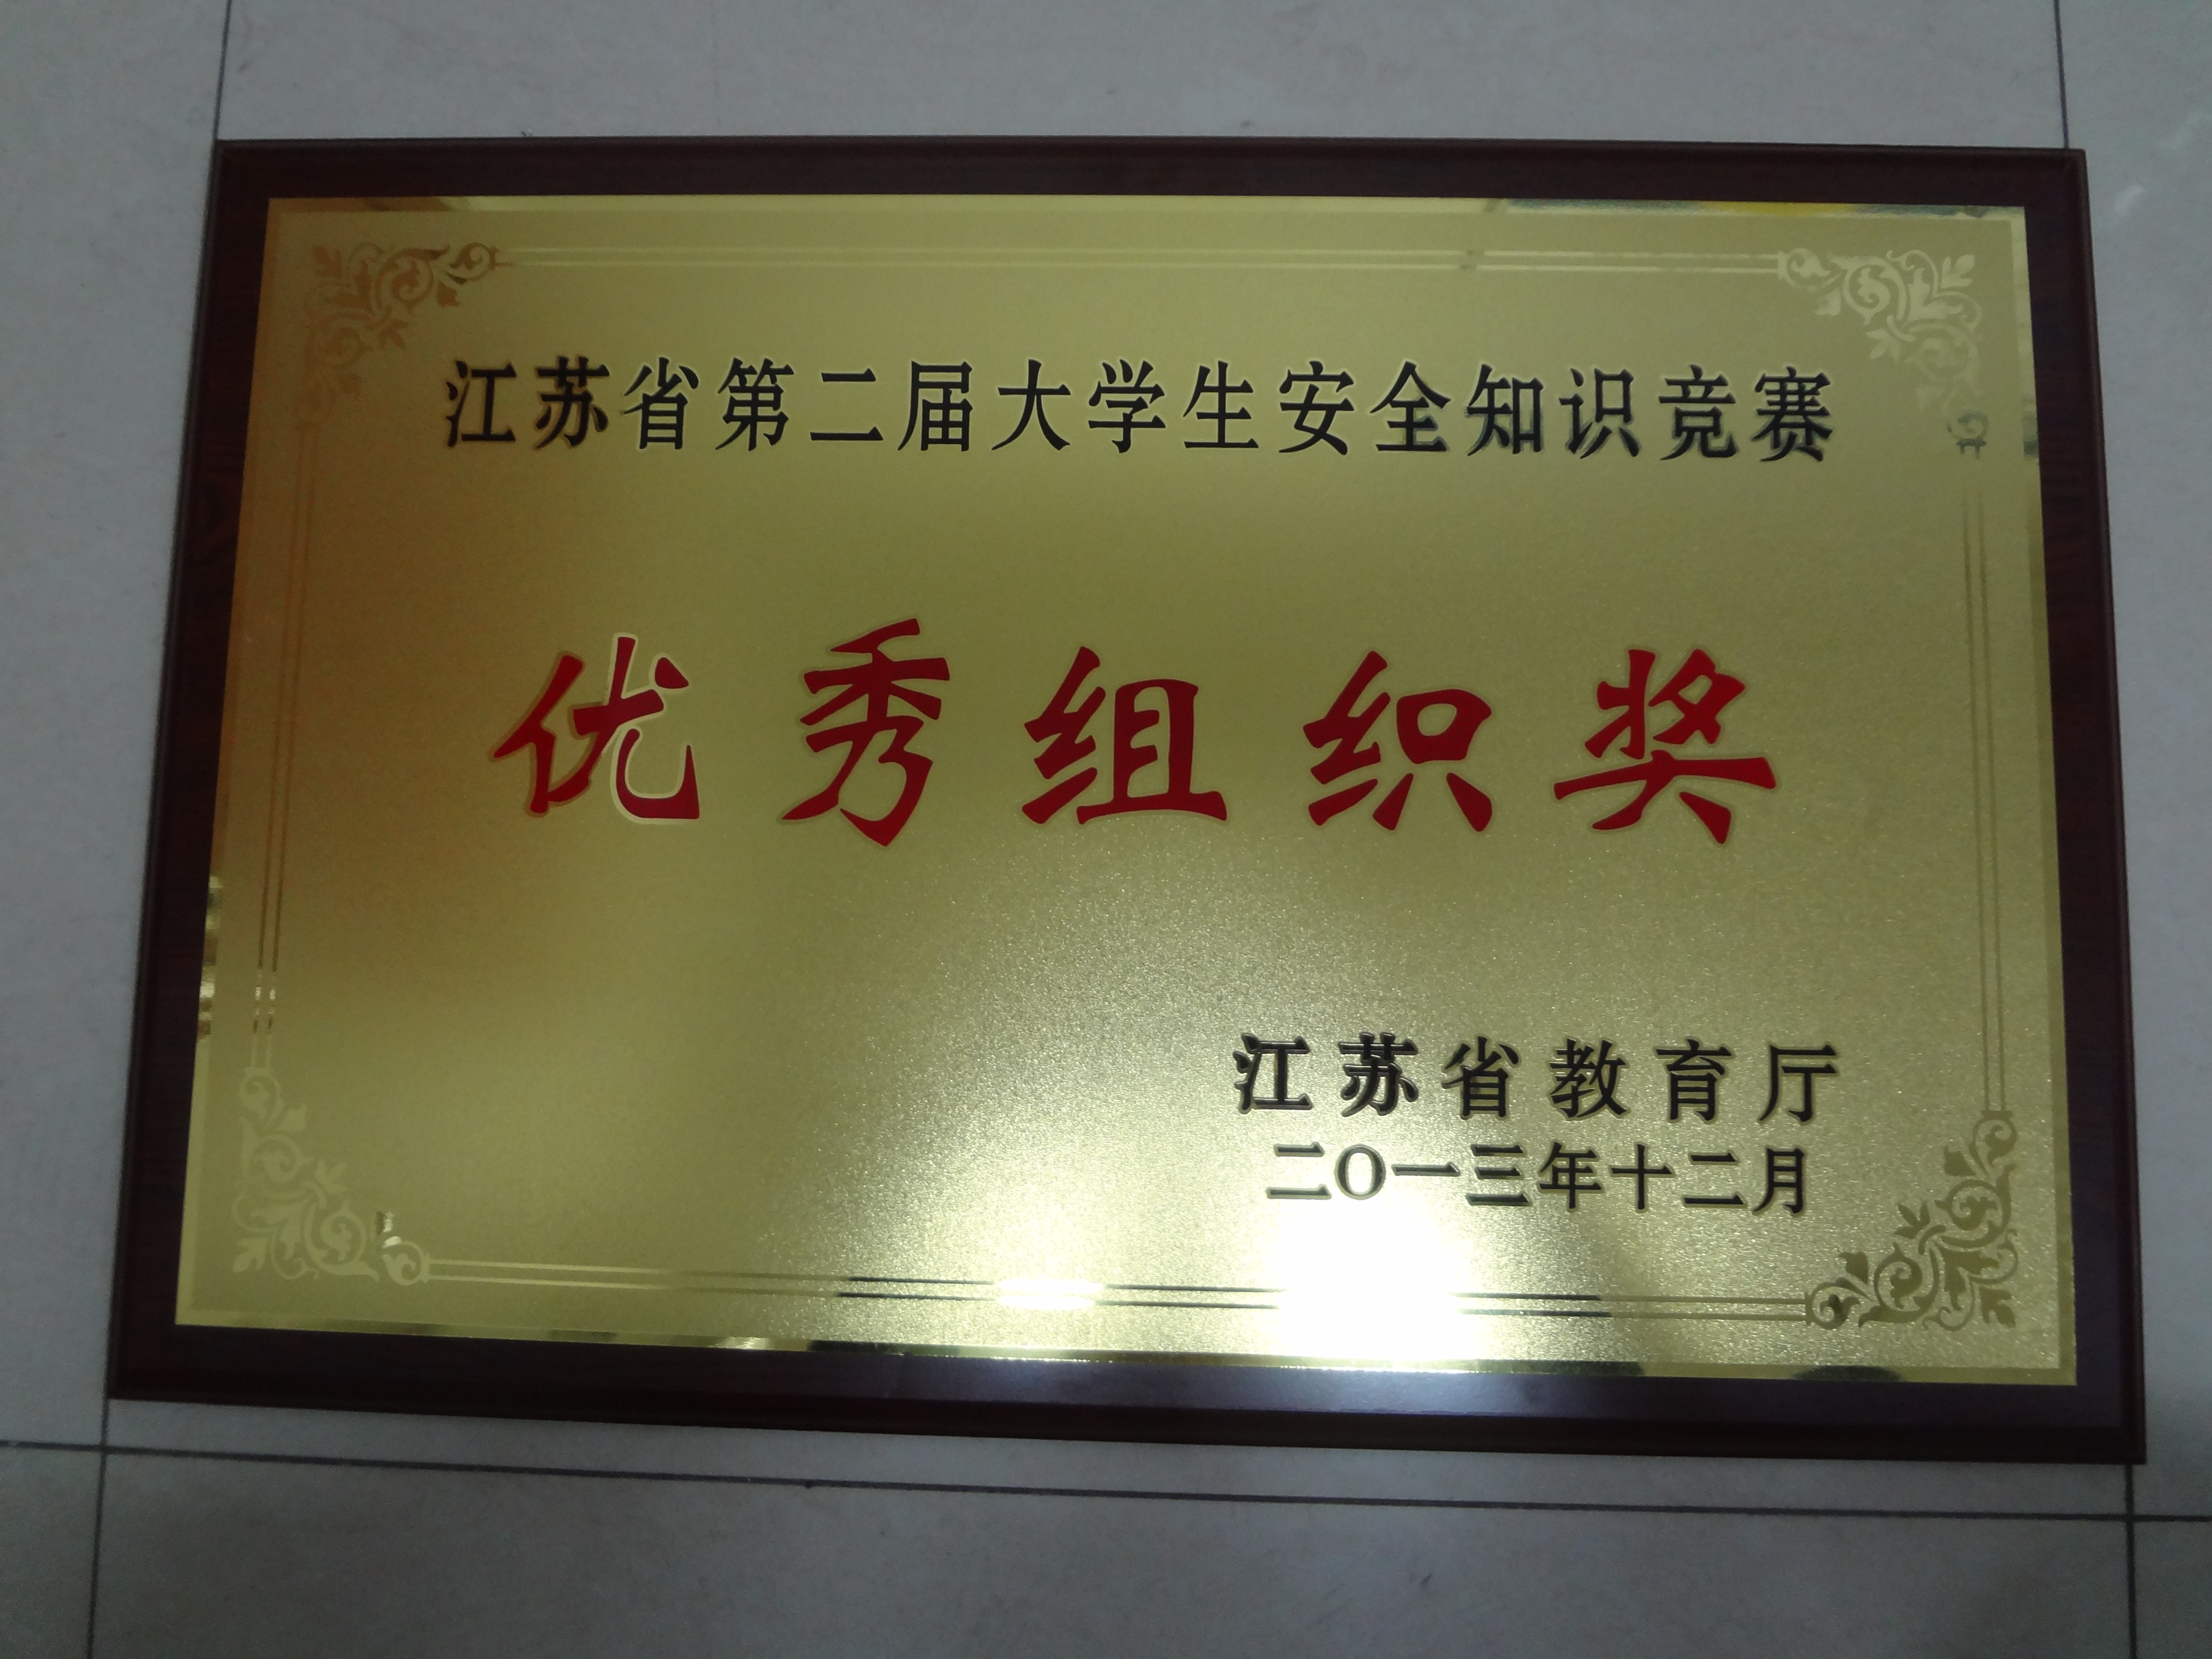 江苏省第二届大学生安全知识竞赛
优秀组织奖
江苏省教育厅
二〇一三年十二月